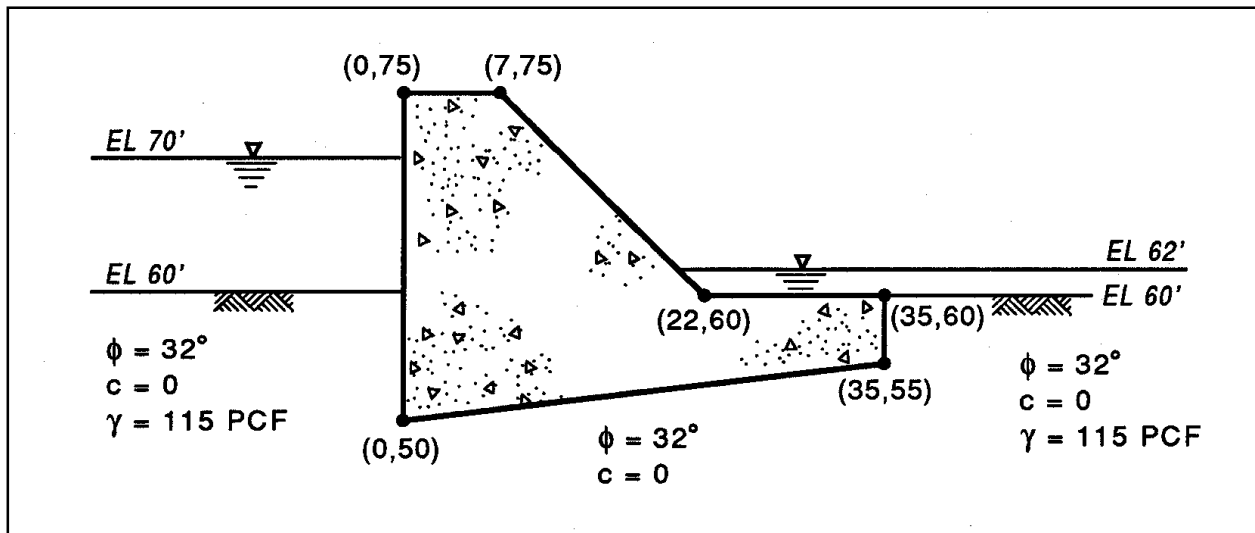 (0,75)
(7,75)
EL 70'
EL 62'
EL 60'
EL 60'
(22,60)
(35,60)
ϕ = 32°
c = 0
γ = 115 PCF
(35,55)
ϕ = 32°
c = 0
γ = 115 PCF
(0,50)
ϕ = 32°
c = 0